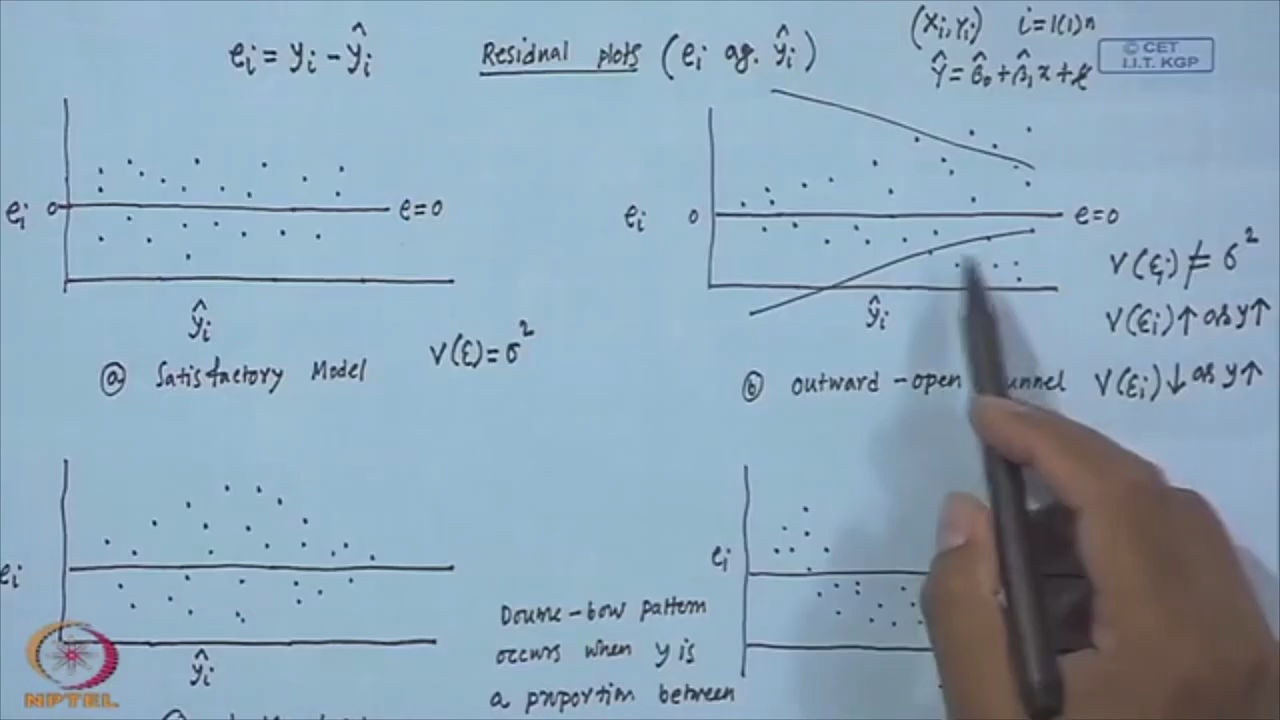 eᵢ = yᵢ − ŷᵢ
Residual plots (eᵢ ag. ŷᵢ)
(xᵢ, yᵢ) i=1(1)n
Ŷ = β̂₀ + β̂₁x +
© CET
I.I.T. KGP
eᵢ 0 e=0
ŷᵢ
ⓐ Satisfactory Model V(ε) = σ²
eᵢ 0 e=0
ŷᵢ
V(εᵢ) ≠ σ²
V(εᵢ)↑ as y↑
ⓑ outward-open funnel V(εᵢ)↓ as y↑
eᵢ
ŷᵢ
Double-bow pattern
occurs when y is
a proportion between
eᵢ
NPTEL